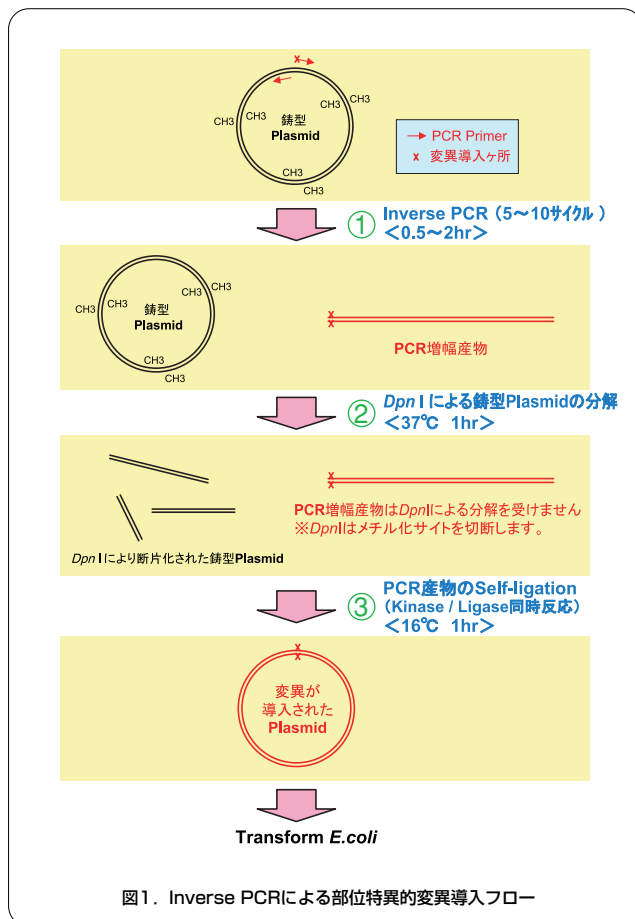 CH3
CH3
CH3
CH3
鋳型
Plasmid
CH3
CH3
→ PCR Primer
x 変異導入ヶ所
① Inverse PCR（5〜10サイクル）
<0.5〜2hr>
CH3
CH3
CH3
CH3
鋳型
Plasmid
CH3
CH3
PCR増幅産物
② Dpn I による鋳型Plasmidの分解
<37℃ 1hr>
Dpn I により断片化された鋳型Plasmid
PCR増幅産物はDpnIによる分解を受けません
※DpnIはメチル化サイトを切断します。
③ PCR産物のSelf-ligation
（Kinase / Ligase同時反応）
<16℃ 1hr>
変異が
導入された
Plasmid
Transform E.coli
図1．Inverse PCRによる部位特異的変異導入フロー